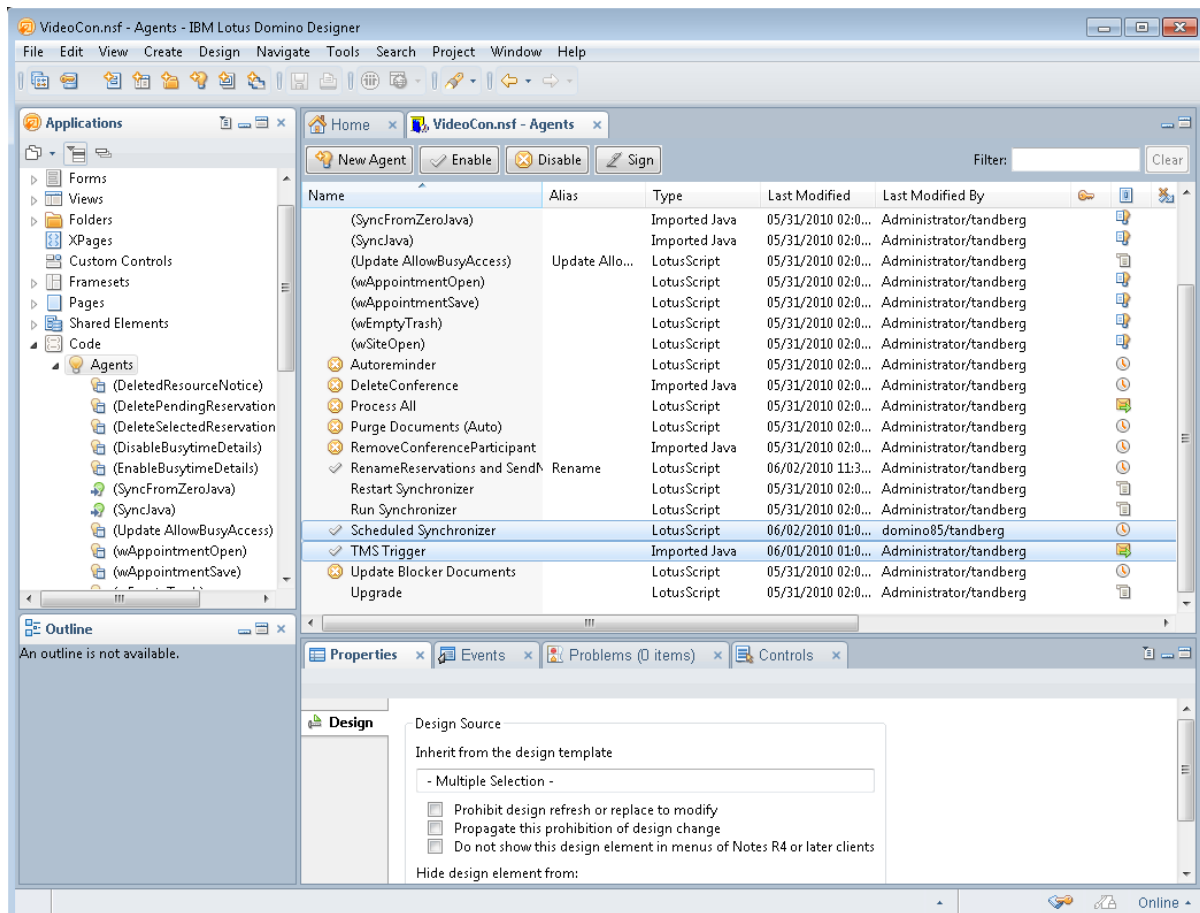 VideoCon.nsf - Agents - IBM Lotus Domino Designer
File Edit View Create Design Navigate Tools Search Project Window Help
Applications
Forms
Views
Folders
XPages
Custom Controls
Framesets
Pages
Shared Elements
Code
Agents
(DeletedResourceNotice)
(DeletePendingReservation
(DeleteSelectedReservation
(DisableBusytimeDetails)
(EnableBusytimeDetails)
(SyncFromZeroJava)
(SyncJava)
(Update AllowBusyAccess)
(wAppointmentOpen)
(wAppointmentSave)
Outline
An outline is not available.
Home VideoCon.nsf - Agents
New Agent Enable Disable Sign Filter: Clear
Name Alias Type Last Modified Last Modified By
(SyncFromZeroJava) Imported Java 05/31/2010 02:0... Administrator/tandberg
(SyncJava) Imported Java 05/31/2010 02:0... Administrator/tandberg
(Update AllowBusyAccess) Update Allo... LotusScript 05/31/2010 02:0... Administrator/tandberg
(wAppointmentOpen) LotusScript 05/31/2010 02:0... Administrator/tandberg
(wAppointmentSave) LotusScript 05/31/2010 02:0... Administrator/tandberg
(wEmptyTrash) LotusScript 05/31/2010 02:0... Administrator/tandberg
(wSiteOpen) LotusScript 05/31/2010 02:0... Administrator/tandberg
Autoreminder LotusScript 05/31/2010 02:0... Administrator/tandberg
DeleteConference Imported Java 05/31/2010 02:0... Administrator/tandberg
Process All LotusScript 05/31/2010 02:0... Administrator/tandberg
Purge Documents (Auto) LotusScript 05/31/2010 02:0... Administrator/tandberg
RemoveConferenceParticipant Imported Java 05/31/2010 02:0... Administrator/tandberg
RenameReservations and SendN Rename LotusScript 06/02/2010 11:3... Administrator/tandberg
Restart Synchronizer LotusScript 05/31/2010 02:0... Administrator/tandberg
Run Synchronizer LotusScript 05/31/2010 02:0... Administrator/tandberg
Scheduled Synchronizer LotusScript 06/02/2010 01:0... domino85/tandberg
TMS Trigger Imported Java 06/01/2010 01:0... Administrator/tandberg
Update Blocker Documents LotusScript 05/31/2010 02:0... Administrator/tandberg
Upgrade LotusScript 05/31/2010 02:0... Administrator/tandberg
Properties Events Problems (0 items) Controls
Design
Design Source
Inherit from the design template
- Multiple Selection -
Prohibit design refresh or replace to modify
Propagate this prohibition of design change
Do not show this design element in menus of Notes R4 or later clients
Hide design element from:
Online